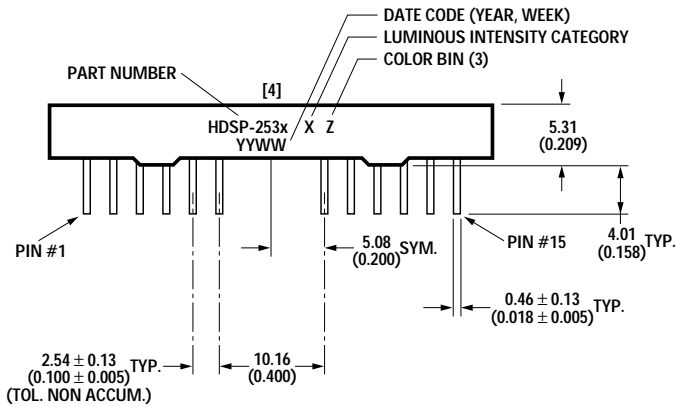 DATE CODE (YEAR, WEEK)
LUMINOUS INTENSITY CATEGORY
COLOR BIN (3)
PART NUMBER
[4]
HDSP-253x X Z
YYWW
5.31
(0.209)
PIN #1
5.08
(0.200) SYM.
PIN #15
4.01
(0.158) TYP.
0.46 ± 0.13
(0.018 ± 0.005) TYP.
2.54 ± 0.13
(0.100 ± 0.005) TYP.
(TOL. NON ACCUM.)
10.16
(0.400)